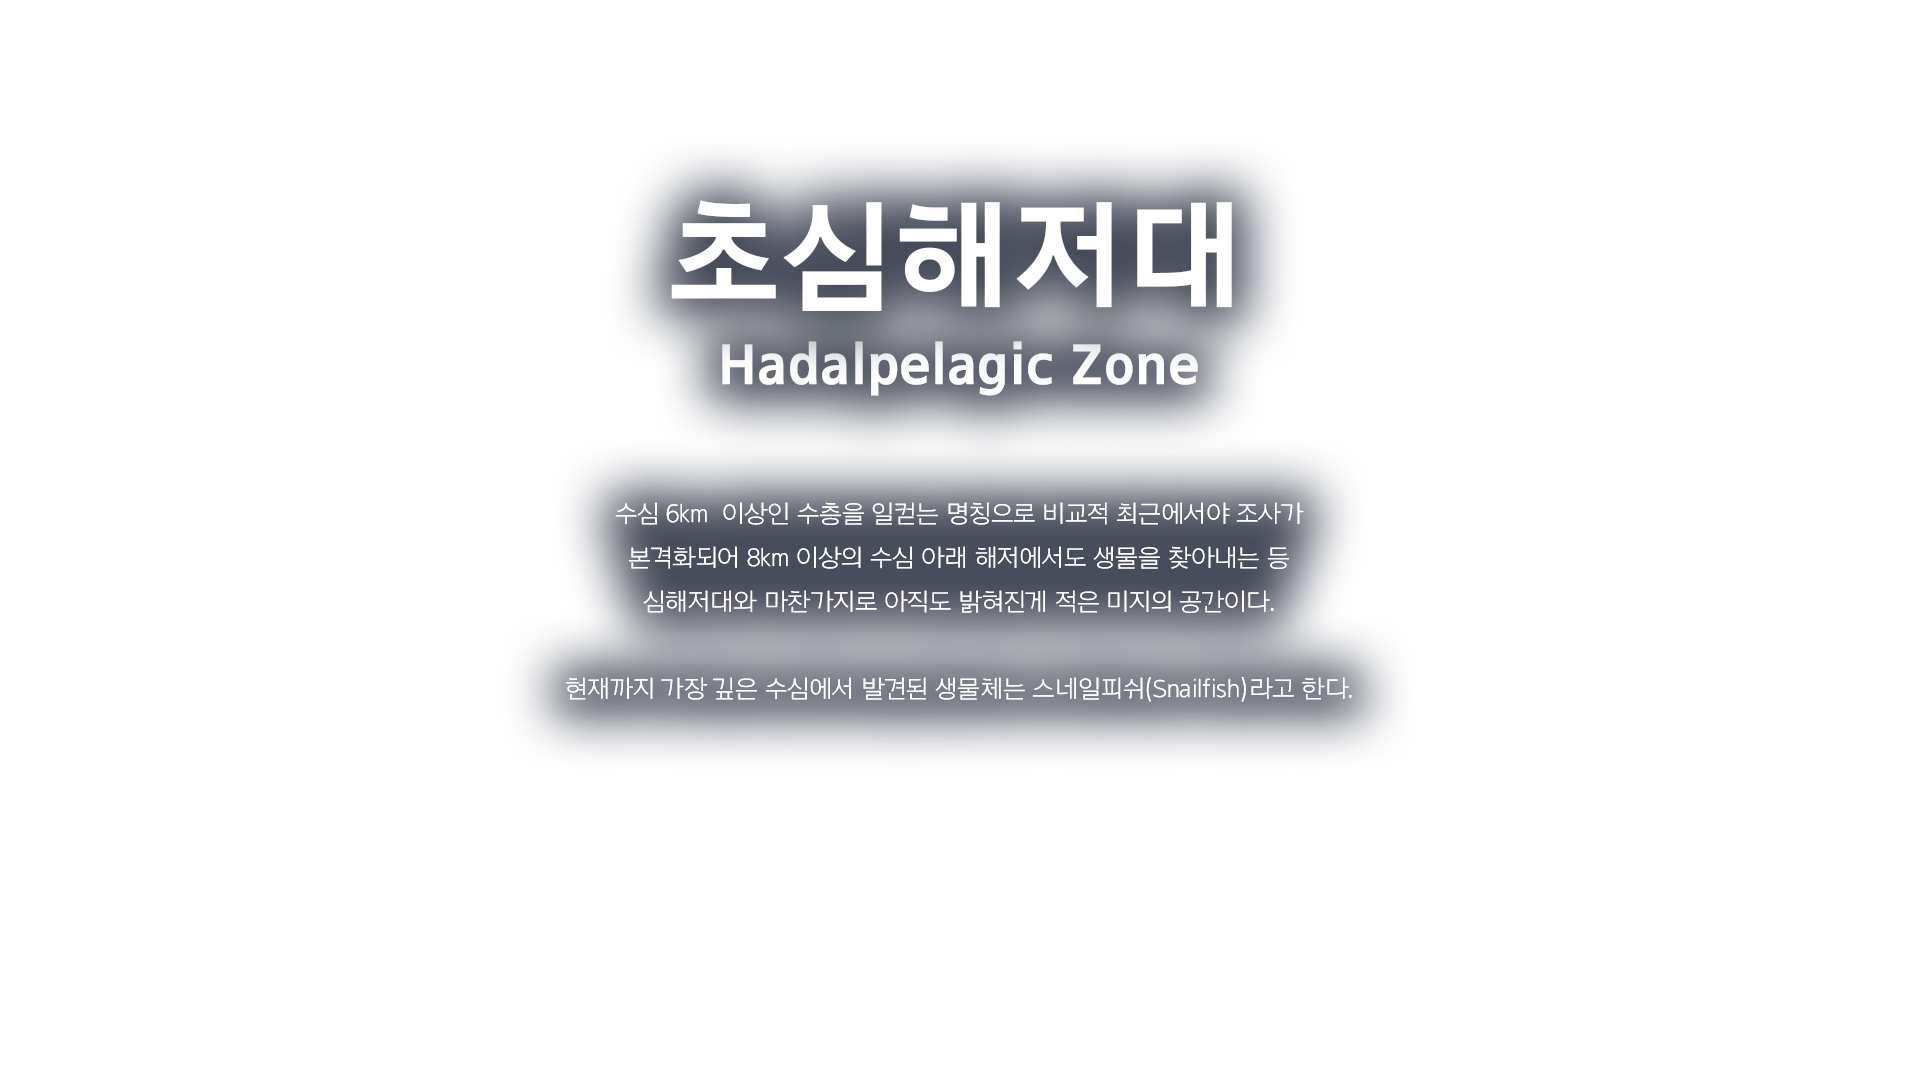 초심해저대
Hadalpelagic Zone
수심 6km  이상인 수층을 일컫는 명칭으로 비교적 최근에서야 조사가
본격화되어 8km 이상의 수심 아래 해저에서도 생물을 찾아내는 등
심해저대와 마찬가지로 아직도 밝혀진게 적은 미지의 공간이다.
현재까지 가장 깊은 수심에서 발견된 생물체는 스네일피쉬(Snailfish)라고 한다.